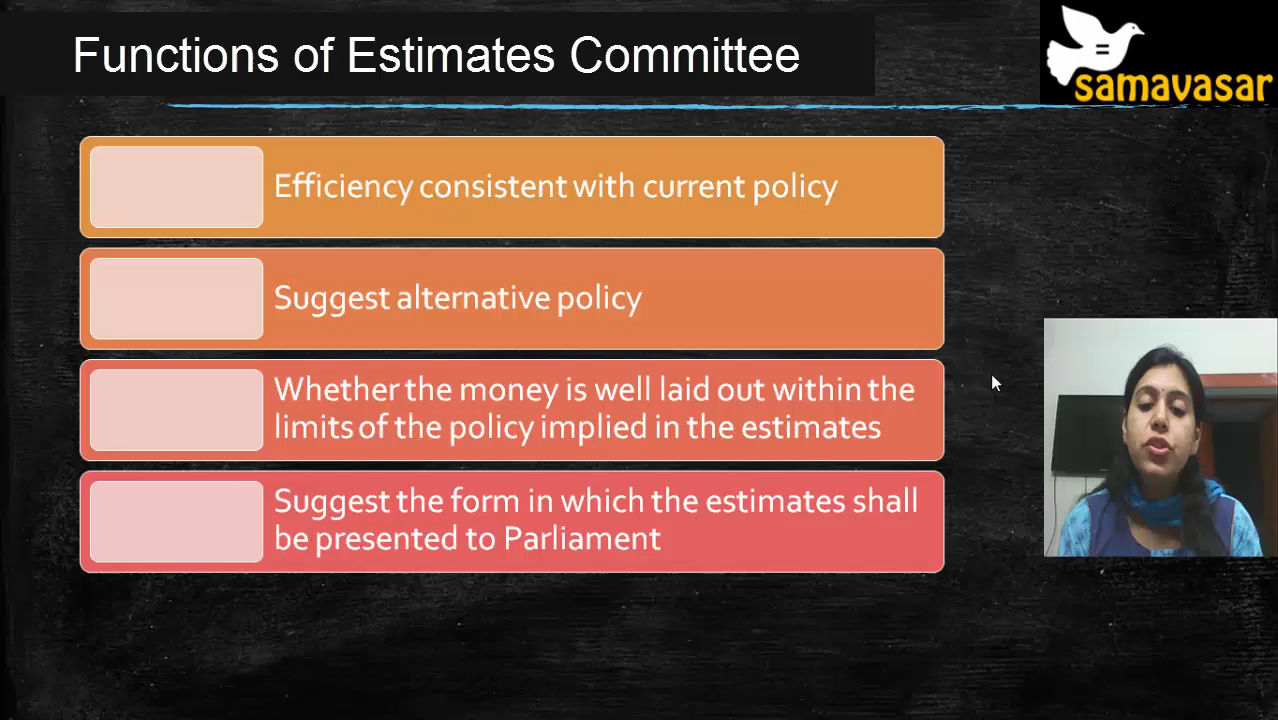 Functions of Estimates Committee
=
samavasar
Efficiency consistent with current policy
Suggest alternative policy
Whether the money is well laid out within the
limits of the policy implied in the estimates
Suggest the form in which the estimates shall
be presented to Parliament